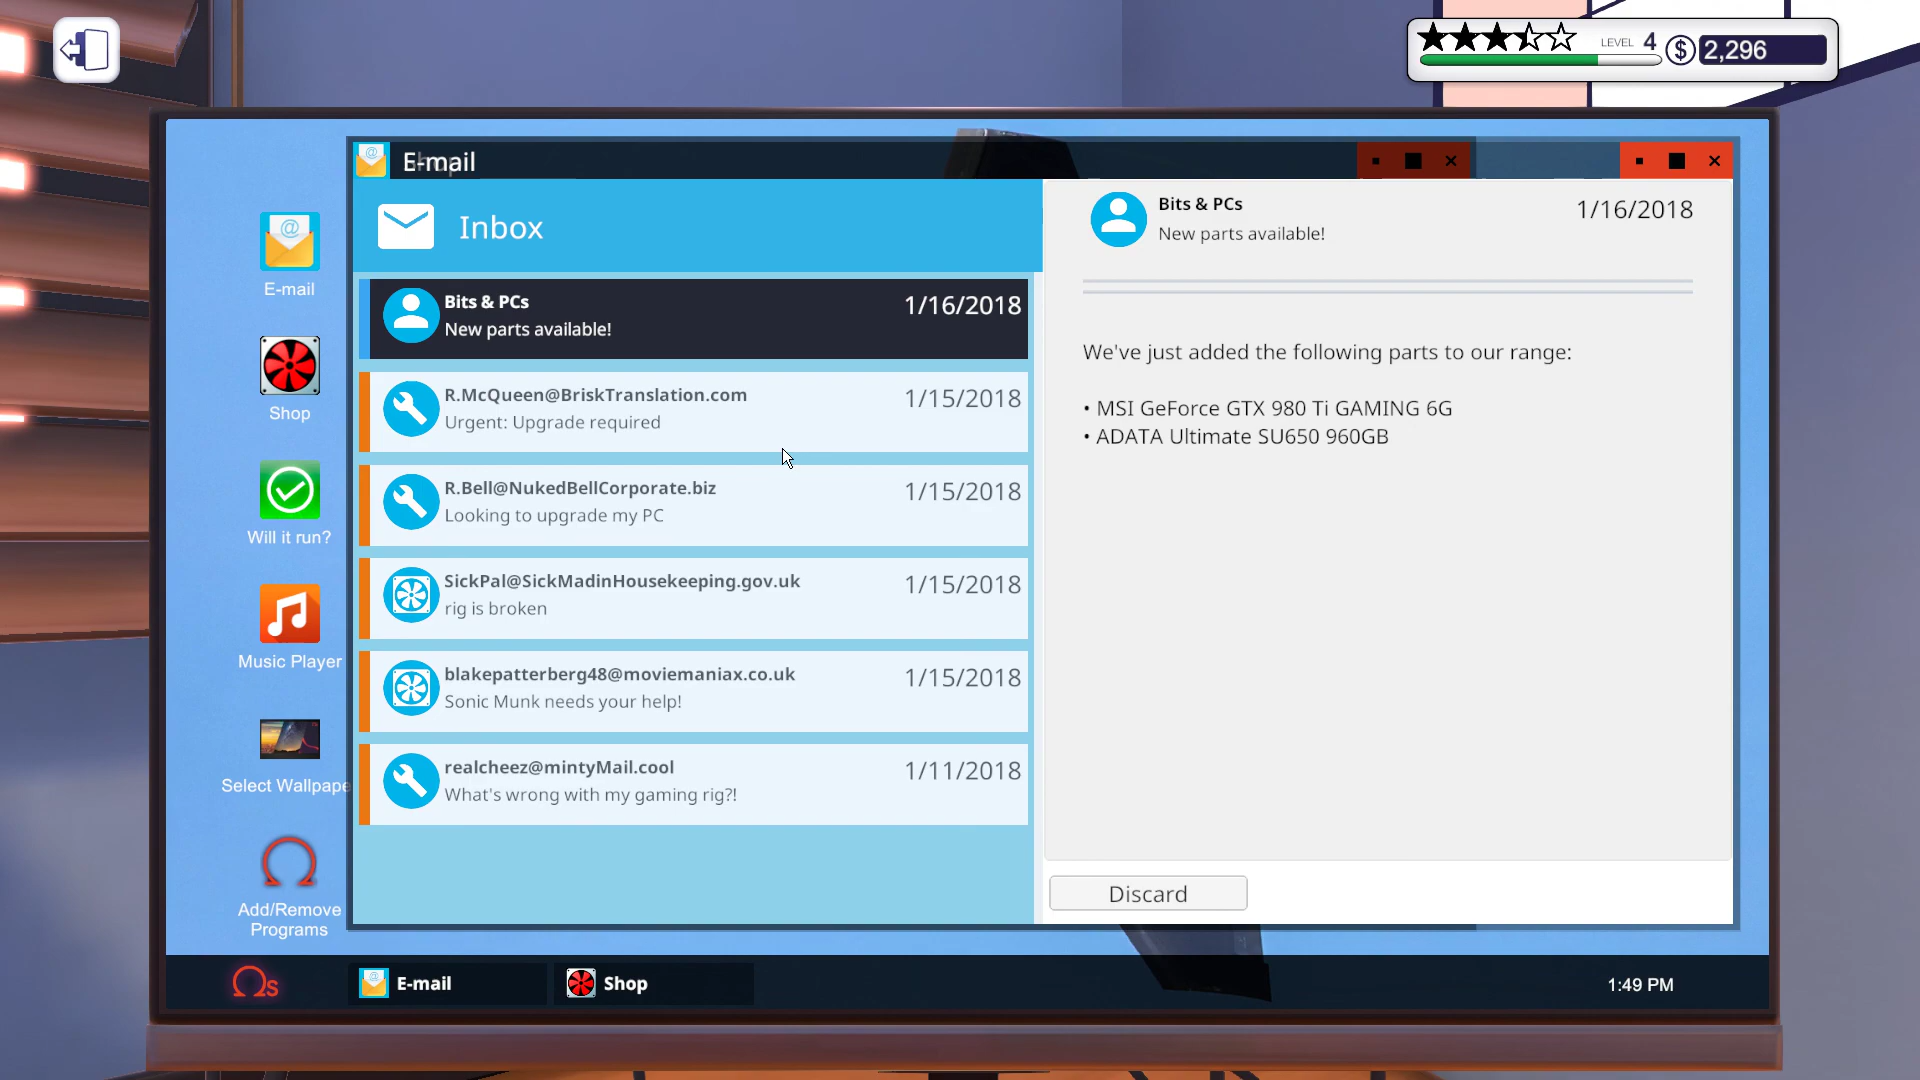 LEVEL 4
$ 2,296
E-mail
Inbox
Bits & PCs
1/16/2018
New parts available!
R.McQueen@BriskTranslation.com
1/15/2018
Urgent: Upgrade required
R.Bell@NukedBellCorporate.biz
1/15/2018
Looking to upgrade my PC
SickPal@SickMadinHousekeeping.gov.uk
1/15/2018
rig is broken
blakepatterberg48@moviemaniax.co.uk
1/15/2018
Sonic Munk needs your help!
realcheez@mintyMail.cool
1/11/2018
What's wrong with my gaming rig?!
Bits & PCs
1/16/2018
New parts available!
We've just added the following parts to our range:
• MSI GeForce GTX 980 Ti GAMING 6G
• ADATA Ultimate SU650 960GB
Discard
E-mail
Shop
Will it run?
Music Player
Select Wallpape
Add/Remove
Programs
Ωs
E-mail
Shop
1:49 PM